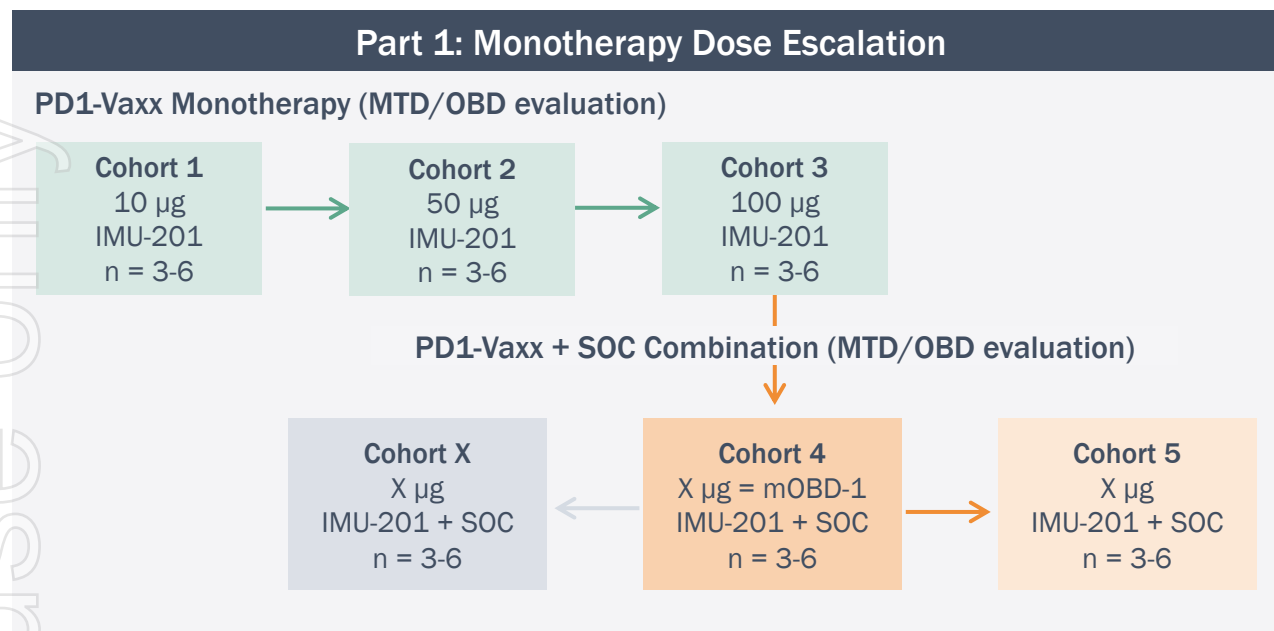 Part 1: Monotherapy Dose Escalation
PD1-Vaxx Monotherapy (MTD/OBD evaluation)
Cohort 1
10 µg
IMU-201
n = 3-6
Cohort 2
50 µg
IMU-201
n = 3-6
Cohort 3
100 µg
IMU-201
n = 3-6
PD1-Vaxx + SOC Combination (MTD/OBD evaluation)
Cohort X
X µg
IMU-201 + SOC
n = 3-6
Cohort 4
X µg = mOBD-1
IMU-201 + SOC
n = 3-6
Cohort 5
X µg
IMU-201 + SOC
n = 3-6
use only